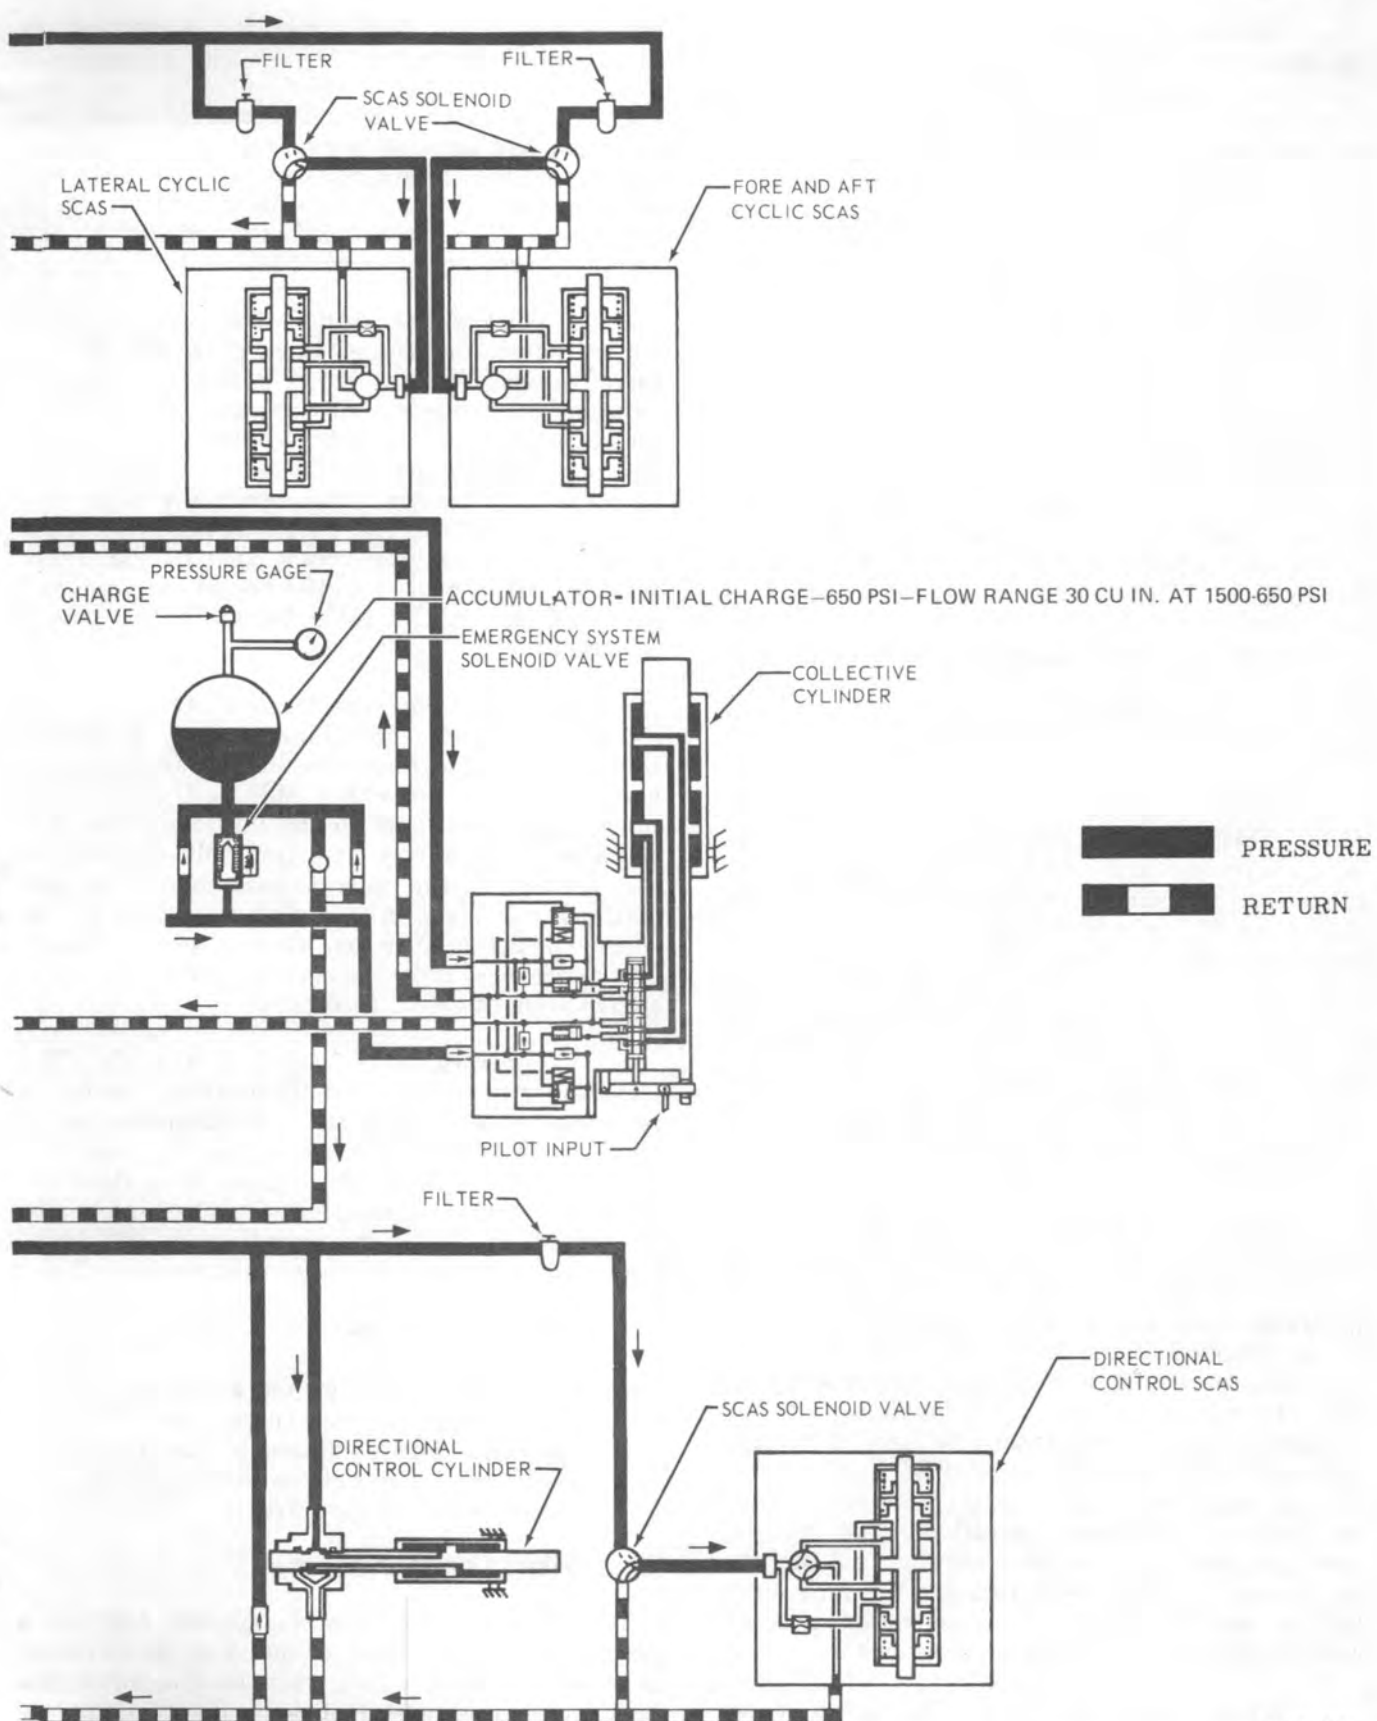 FILTER
FILTER
SCAS SOLENOID
VALVE
LATERAL CYCLIC
SCAS
FORE AND AFT
CYCLIC SCAS
PRESSURE GAGE
CHARGE
VALVE
ACCUMULATOR- INITIAL CHARGE-650 PSI-FLOW RANGE 30 CU IN. AT 1500-650 PSI
EMERGENCY SYSTEM
SOLENOID VALVE
COLLECTIVE
CYLINDER
PRESSURE
RETURN
PILOT INPUT
FILTER
DIRECTIONAL
CONTROL SCAS
SCAS SOLENOID VALVE
DIRECTIONAL
CONTROL CYLINDER